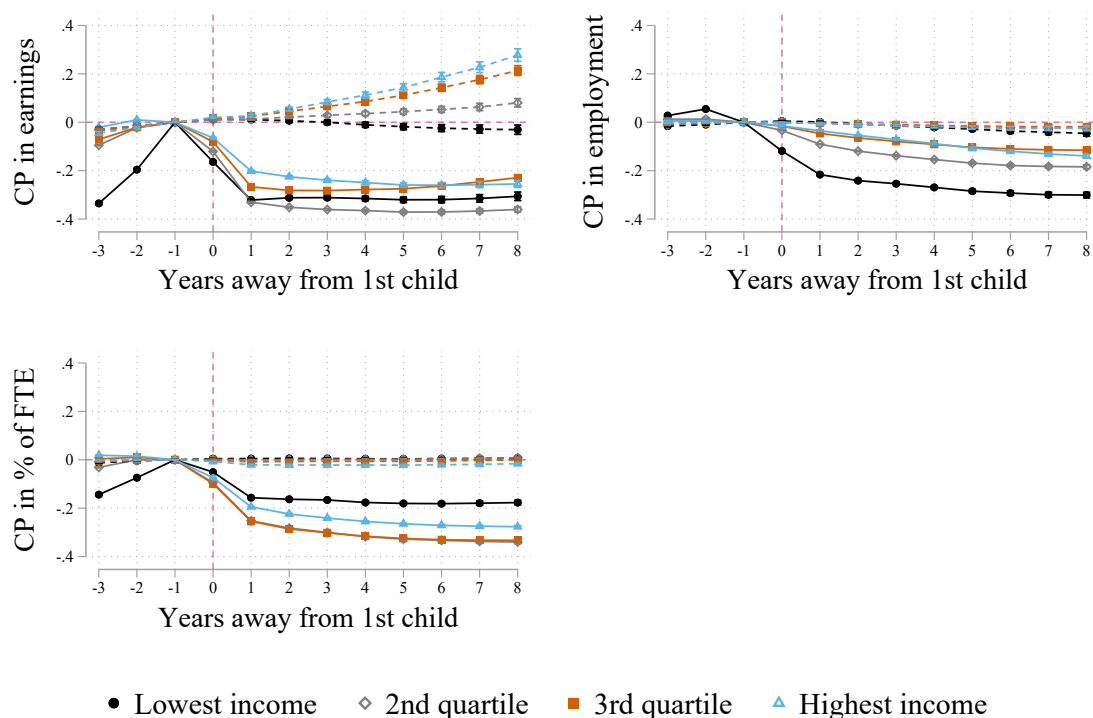 CP in earnings
.4
.2
0
-.2
-.4
-3 -2 -1 0 1 2 3 4 5 6 7 8
Years away from 1st child
CP in employment
.4
.2
0
-.2
-.4
-3 -2 -1 0 1 2 3 4 5 6 7 8
Years away from 1st child
CP in % of FTE
.4
.2
0
-.2
-.4
-3 -2 -1 0 1 2 3 4 5 6 7 8
Years away from 1st child
Lowest income 2nd quartile 3rd quartile Highest income